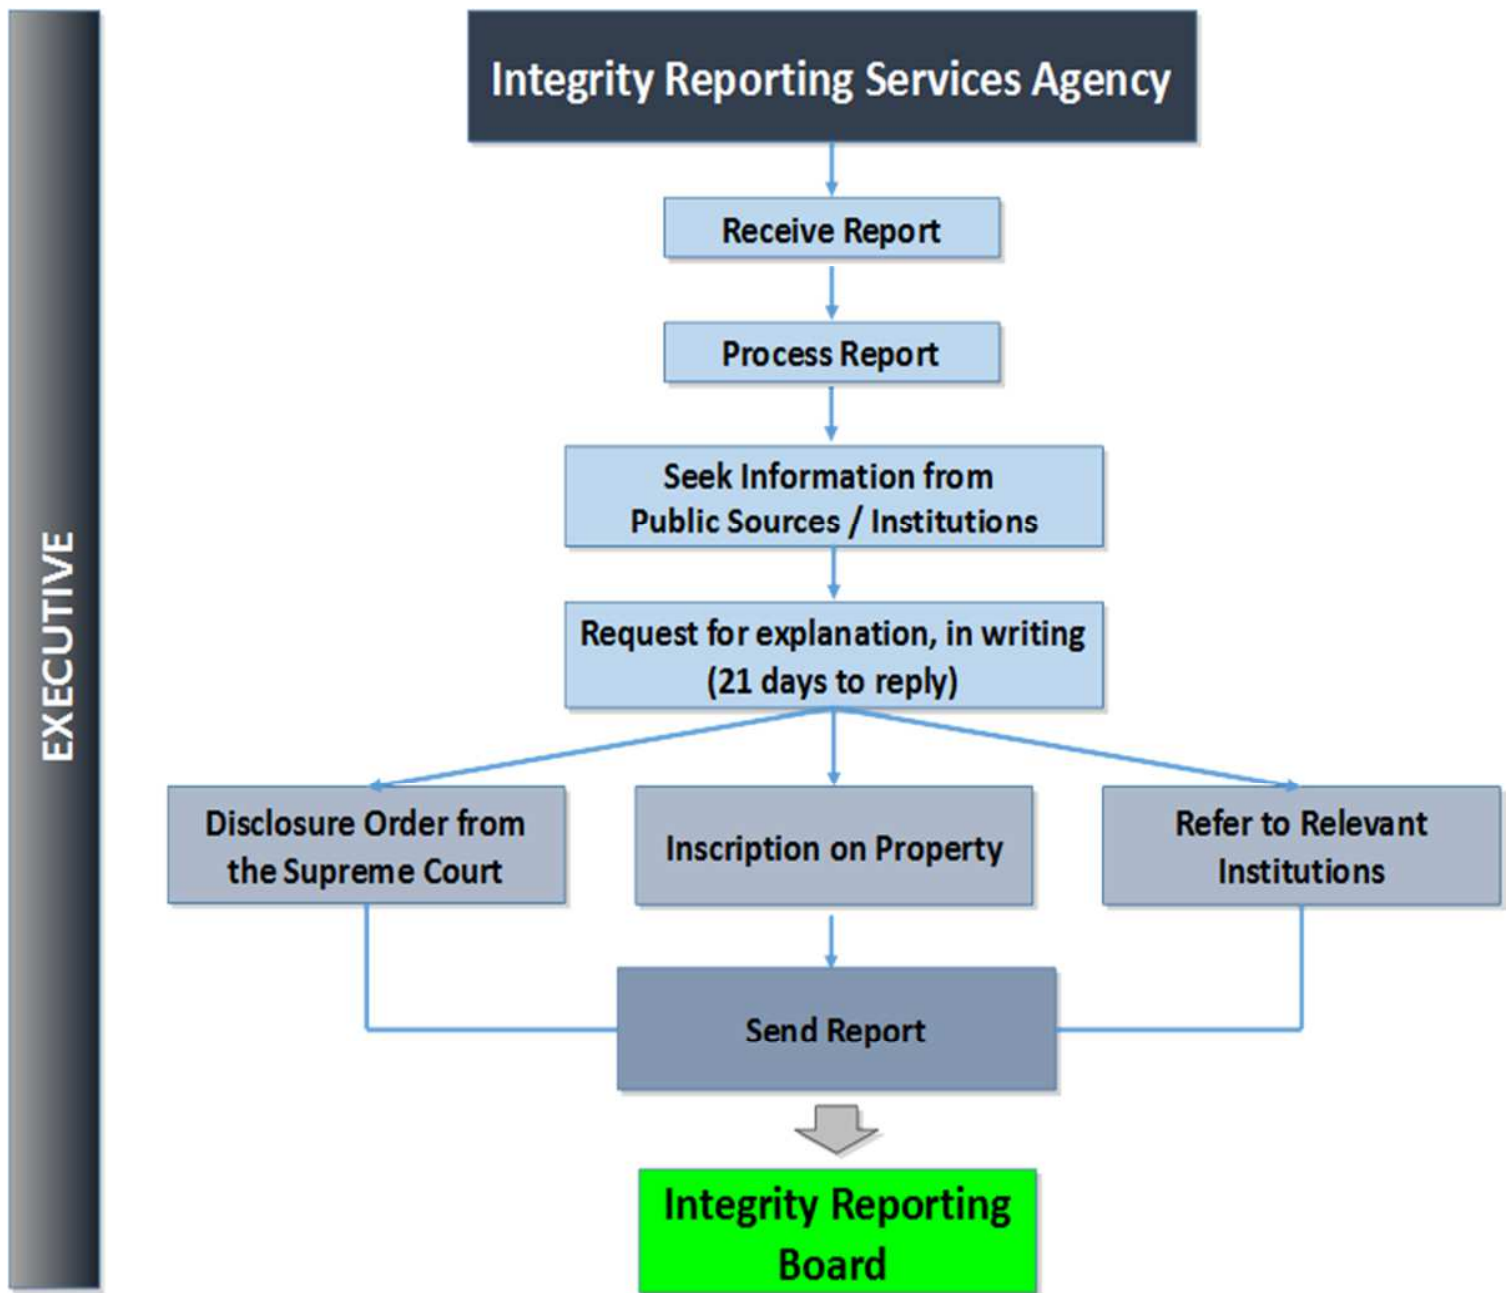 EXECUTIVE
Integrity Reporting Services Agency
Receive Report
Process Report
Seek Information from
Public Sources / Institutions
Request for explanation, in writing
(21 days to reply)
Disclosure Order from
the Supreme Court
Inscription on Property
Refer to Relevant
Institutions
Send Report
Integrity Reporting
Board